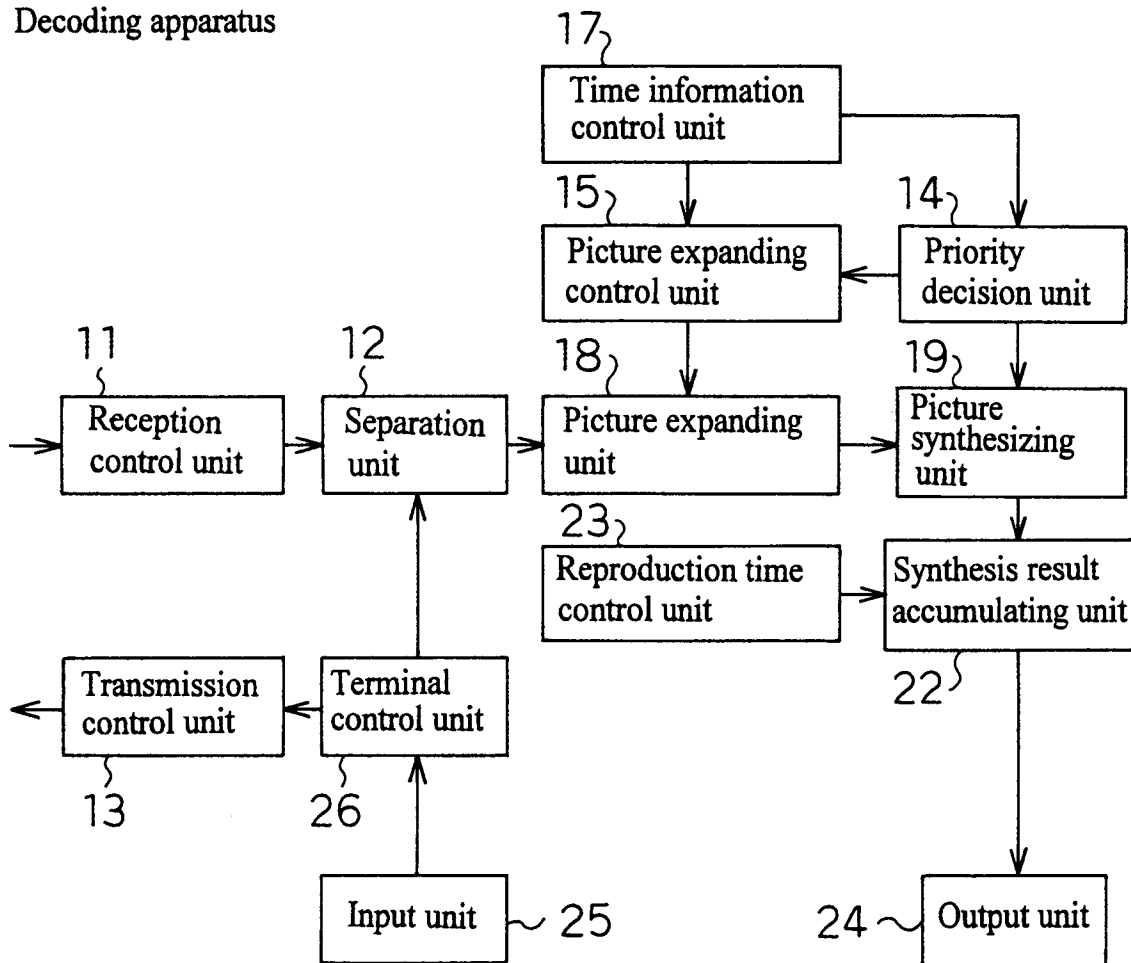 Decoding apparatus
17
Time information
control unit
15
Picture expanding
control unit
14
Priority
decision unit
11
Reception
control unit
12
Separation
unit
18
Picture expanding
unit
19
Picture
synthesizing
unit
23
Reproduction time
control unit
Synthesis result
accumulating unit
22
Transmission
control unit
13
Terminal
control unit
26
Input unit
25
24
Output unit